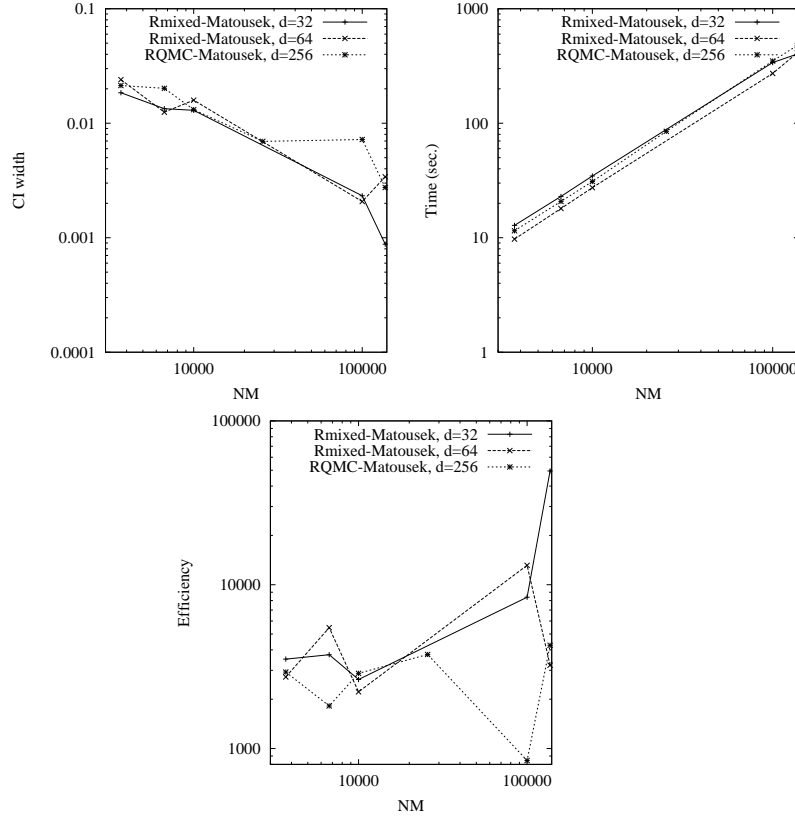 0.1
0.01
0.001
0.0001
10000
100000
CI width
NM
Rmixed-Matousek, d=32
Rmixed-Matousek, d=64
RQMC-Matousek, d=256
1000
100
10
1
10000
100000
Time (sec.)
NM
Rmixed-Matousek, d=32
Rmixed-Matousek, d=64
RQMC-Matousek, d=256
100000
10000
1000
10000
100000
Efficiency
NM
Rmixed-Matousek, d=32
Rmixed-Matousek, d=64
RQMC-Matousek, d=256